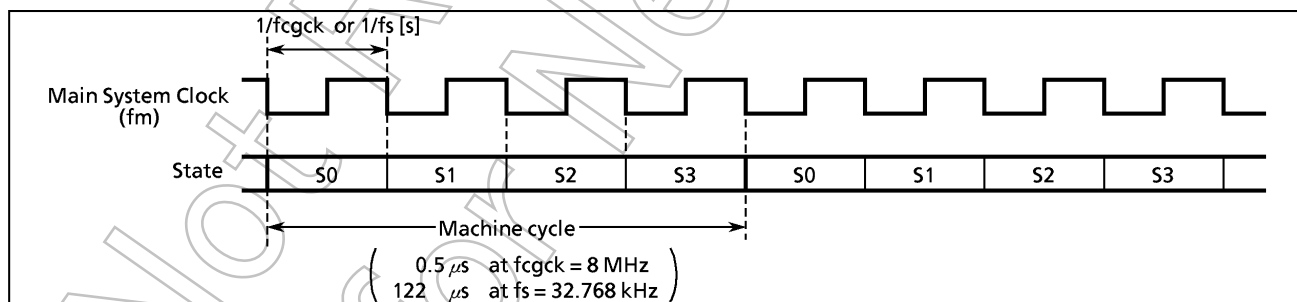 1/fcgck or 1/fs [s]
Main System Clock
(fm)
State
S0 S1 S2 S3 S0 S1 S2 S3
Machine cycle
0.5 μs at fcgck = 8 MHz
122 μs at fs = 32.768 kHz